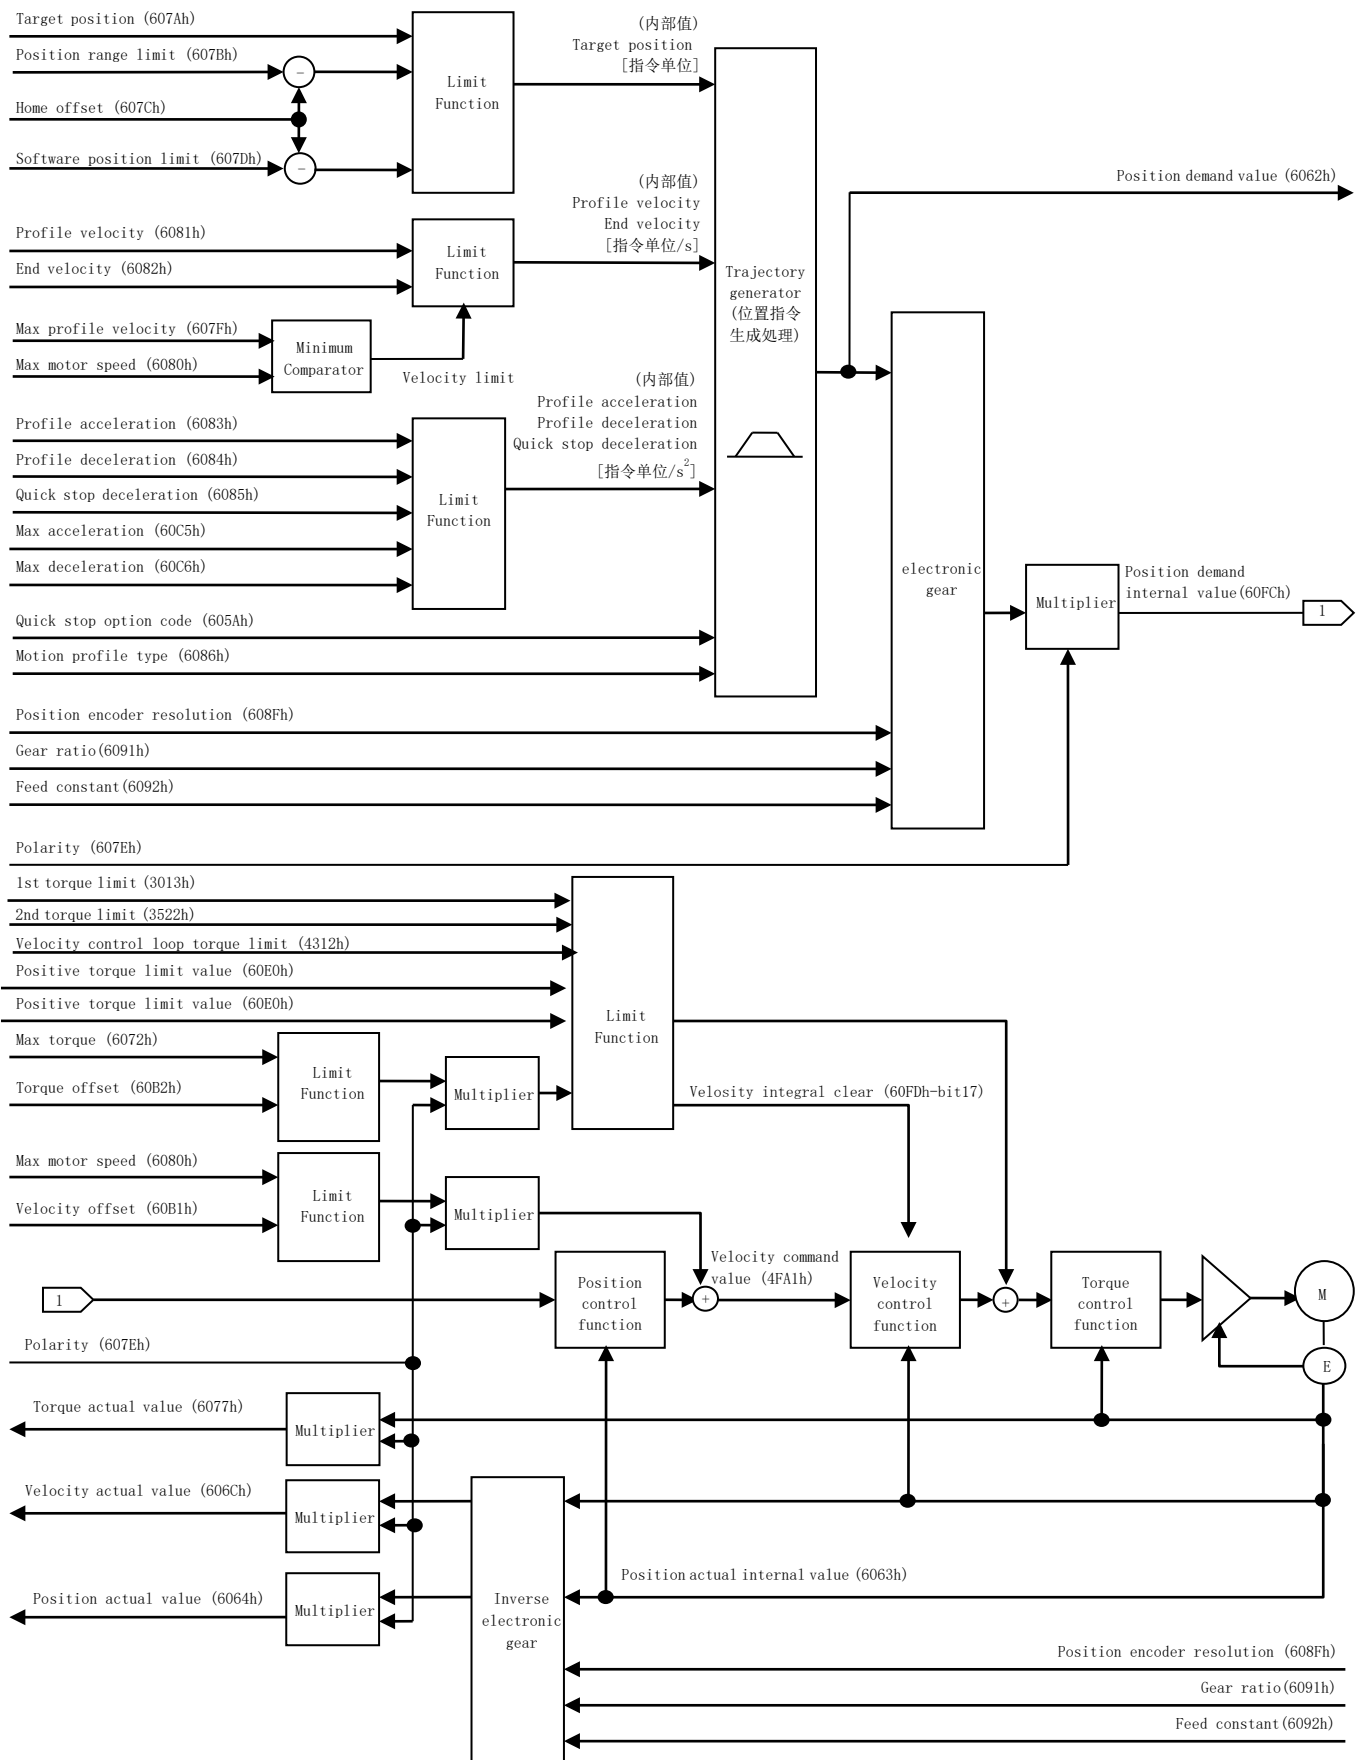 Target position (607Ah)
Position range limit (607Bh)
−
Home offset (607Ch)
Software position limit (607Dh)
−
Limit
Function
(内部值)
Target position
[指令单位]
Position demand value (6062h)
Profile velocity (6081h)
End velocity (6082h)
Limit
Function
(内部值)
Profile velocity
End velocity
[指令单位/s]
Max profile velocity (607Fh)
Max motor speed (6080h)
Minimum
Comparator
Velocity limit
Trajectory
generator
(位置指令
生成処理)
Profile acceleration (6083h)
Profile deceleration (6084h)
Quick stop deceleration (6085h)
Max acceleration (60C5h)
Max deceleration (60C6h)
Limit
Function
(内部值)
Profile acceleration
Profile deceleration
Quick stop deceleration
[指令单位/s²]
Quick stop option code (605Ah)
Motion profile type (6086h)
electronic
gear
Multiplier
Position demand
internal value(60FCh)
1
Position encoder resolution (608Fh)
Gear ratio(6091h)
Feed constant(6092h)
Polarity (607Eh)
1st torque limit (3013h)
2nd torque limit (3522h)
Velocity control loop torque limit (4312h)
Positive torque limit value (60E0h)
Positive torque limit value (60E0h)
Limit
Function
Max torque (6072h)
Torque offset (60B2h)
Limit
Function
Multiplier
Velosity integral clear (60FDh-bit17)
Max motor speed (6080h)
Velocity offset (60B1h)
Limit
Function
Multiplier
1
Position
control
function
+
Velocity command
value (4FA1h)
Velocity
control
function
+
Torque
control
function
M
E
Polarity (607Eh)
Torque actual value (6077h)
Multiplier
Velocity actual value (606Ch)
Multiplier
Position actual value (6064h)
Multiplier
Inverse
electronic
gear
Position actual internal value (6063h)
Position encoder resolution (608Fh)
Gear ratio(6091h)
Feed constant(6092h)